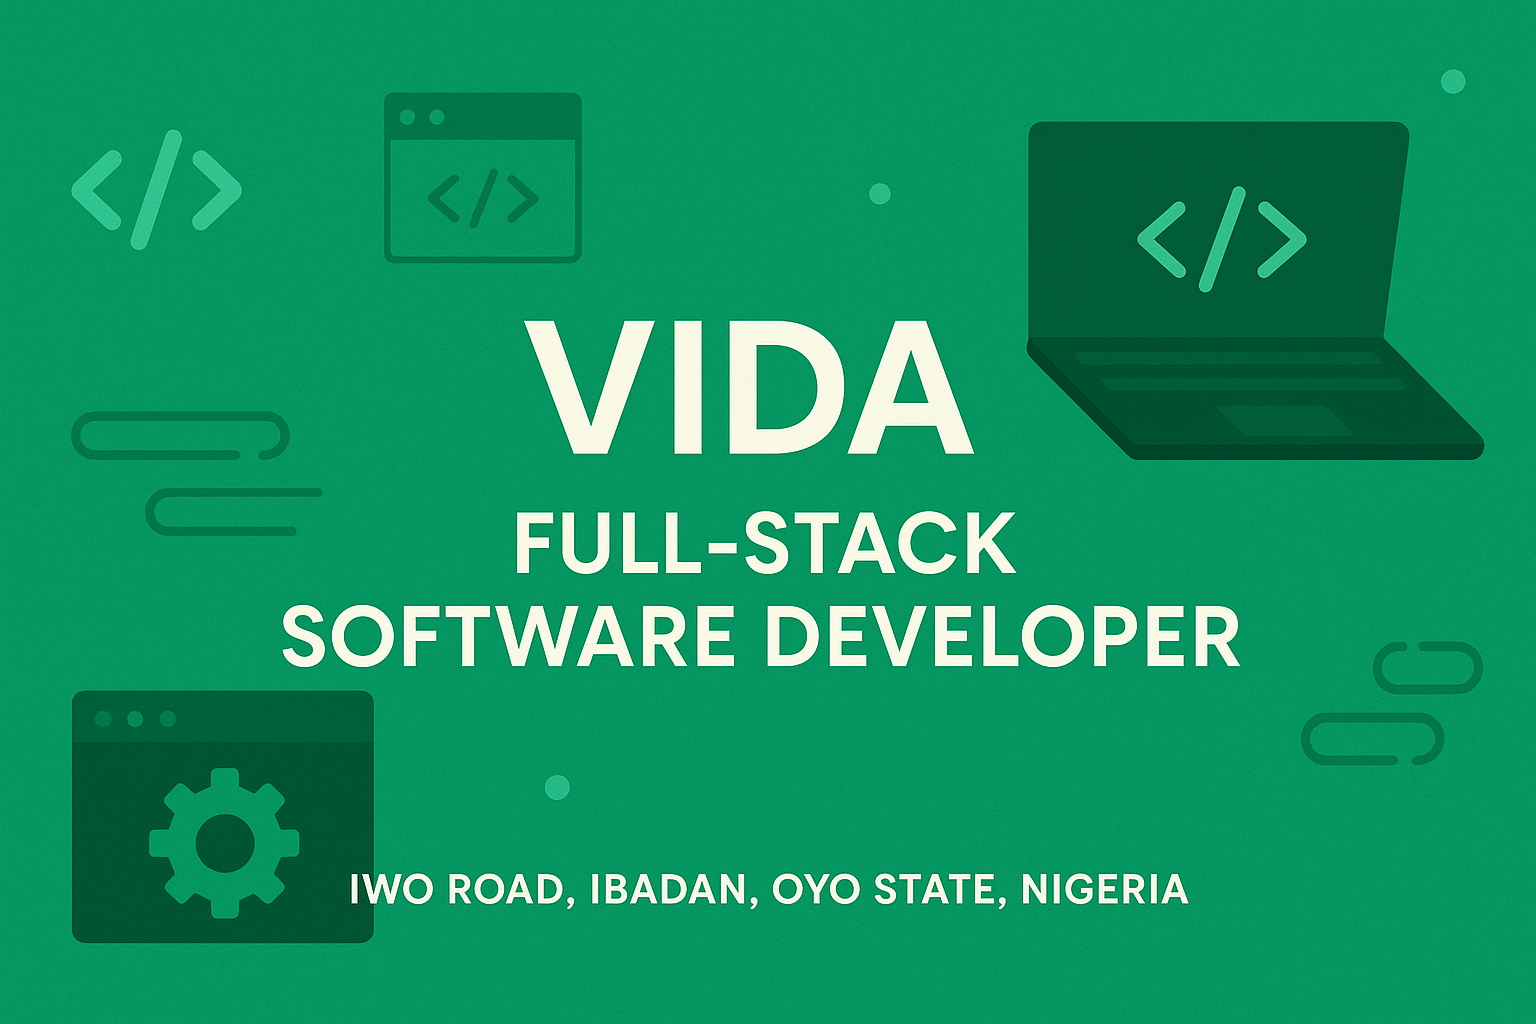 </>
</>
</>
VIDA
FULL-STACK
SOFTWARE DEVELOPER
IWO ROAD, IBADAN, OYO STATE, NIGERIA